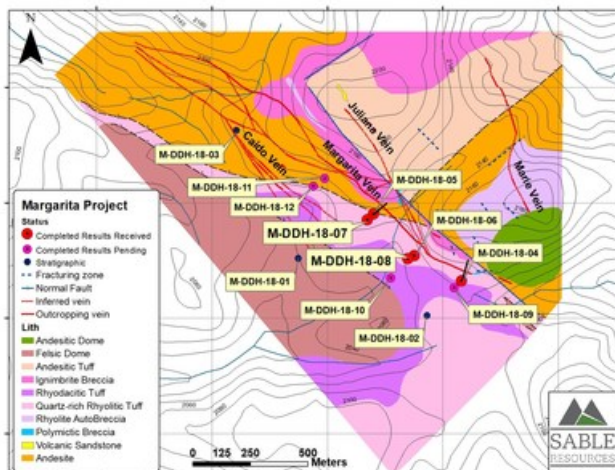 N
Juliana Vein
Margarita Vein
Caido Vein
Marie Vein
M-DDH-18-03
M-DDH-18-11
M-DDH-18-12
M-DDH-18-05
M-DDH-18-06
M-DDH-18-07
M-DDH-18-04
M-DDH-18-08
M-DDH-18-01
M-DDH-18-10
M-DDH-18-09
M-DDH-18-02
Margarita Project
Status
Completed Results Received
Completed Results Pending
Stratigraphic
Fracturing zone
Normal Fault
Inferred vein
Outcropping vein
Lith
Andesitic Dome
Felsic Dome
Andesitic Tuff
Ignimbrite Breccia
Rhyodacitic Tuff
Quartz-rich Rhyolitic Tuff
Rhyolite AutoBreccia
Polymictic Breccia
Volcanic Sandstone
Andesite
0 125 250 500
Meters
SABLE
RESOURCES